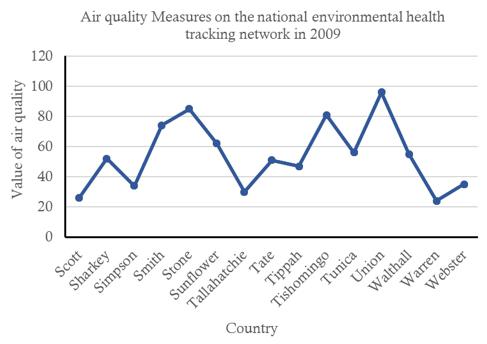 Air quality Measures on the national environmental health
tracking network in 2009
Value of air quality
120
100
80
60
40
20
0
Scott
Sharkey
Simpson
Smith
Stone
Sunflower
Tallahatchie
Tate
Tippah
Tishomingo
Tunica
Union
Walthall
Warren
Webster
Country